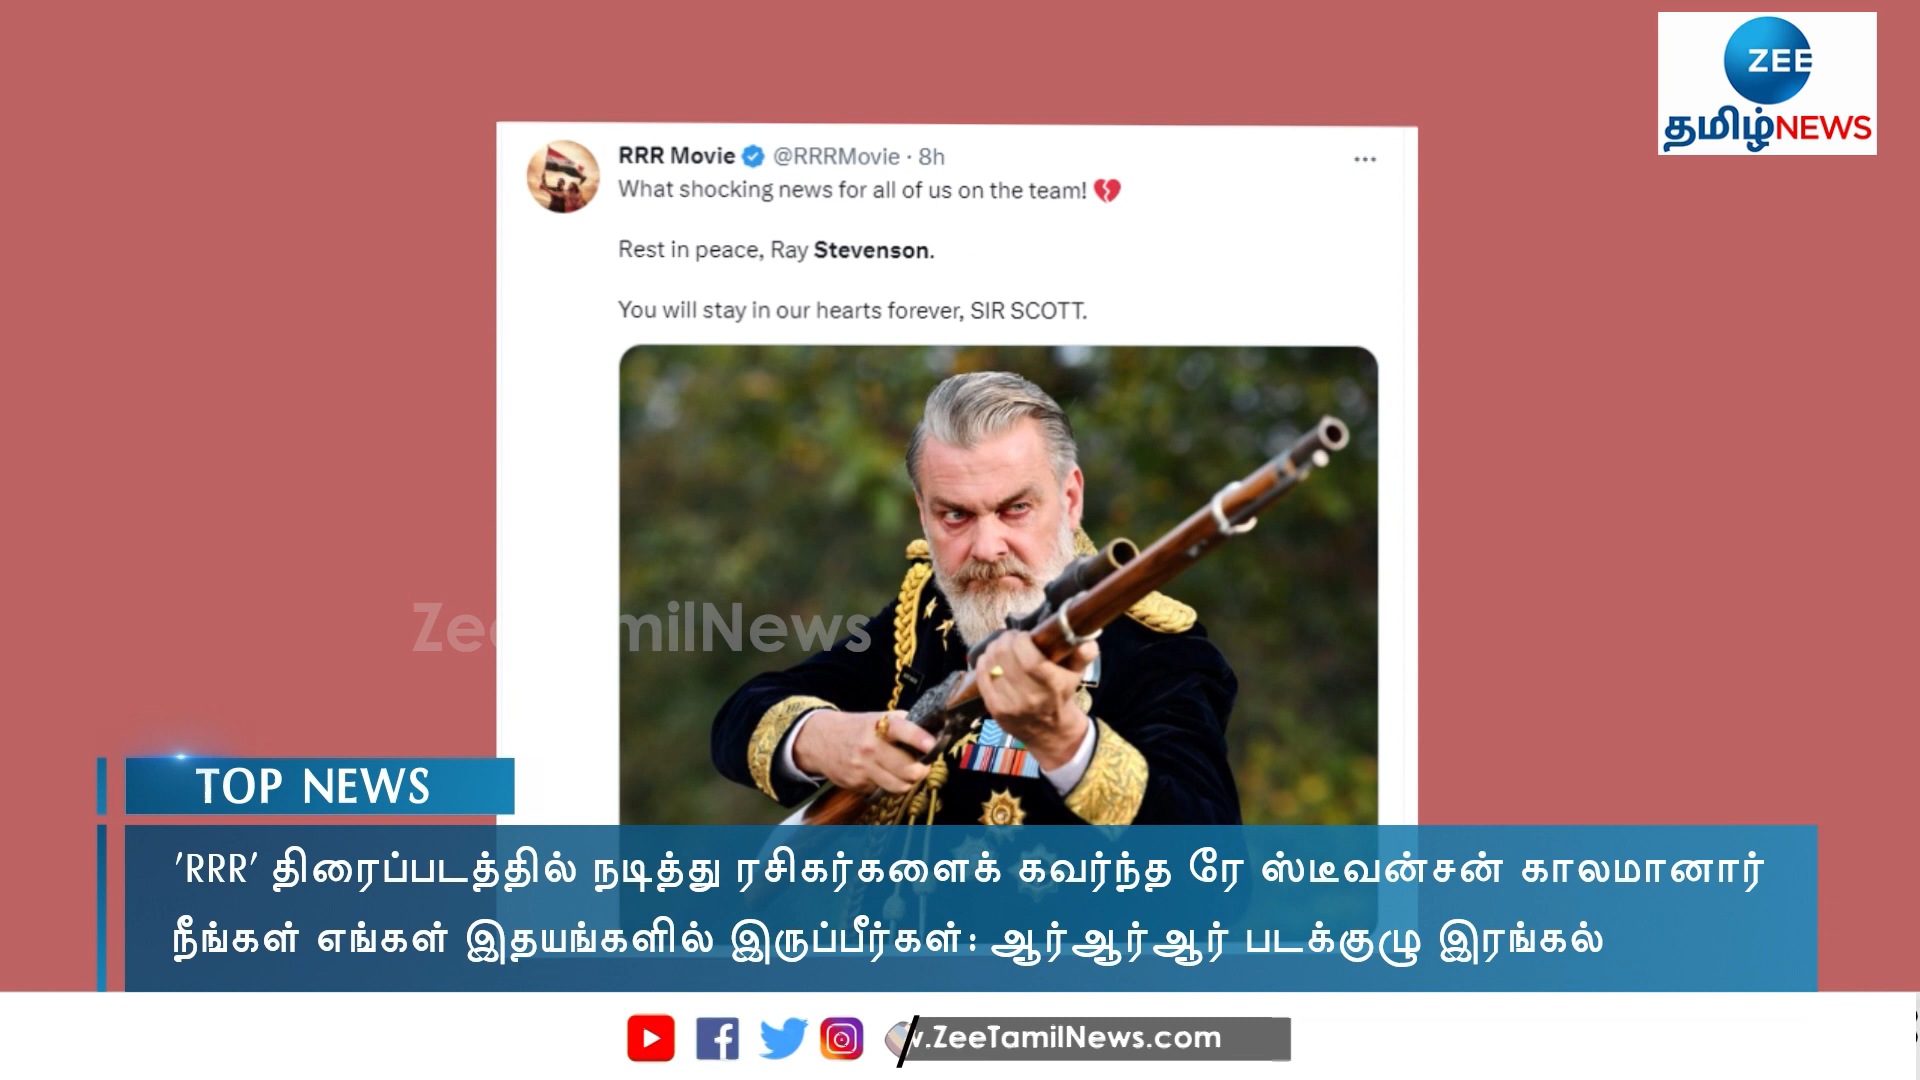 ZEE
தமிழ்NEWS
RRR Movie @RRRMovie · 8h
What shocking news for all of us on the team! 💔
Rest in peace, Ray Stevenson.
You will stay in our hearts forever, SIR SCOTT.
ZeeTamilNews
TOP NEWS
'RRR' திரைப்படத்தில் நடித்து ரசிகர்களைக் கவர்ந்த ரே ஸ்டீவன்சன் காலமானார்
நீங்கள் எங்கள் இதயங்களில் இருப்பீர்கள்: ஆர்ஆர்ஆர் படக்குழு இரங்கல்
.ZeeTamilNews.com